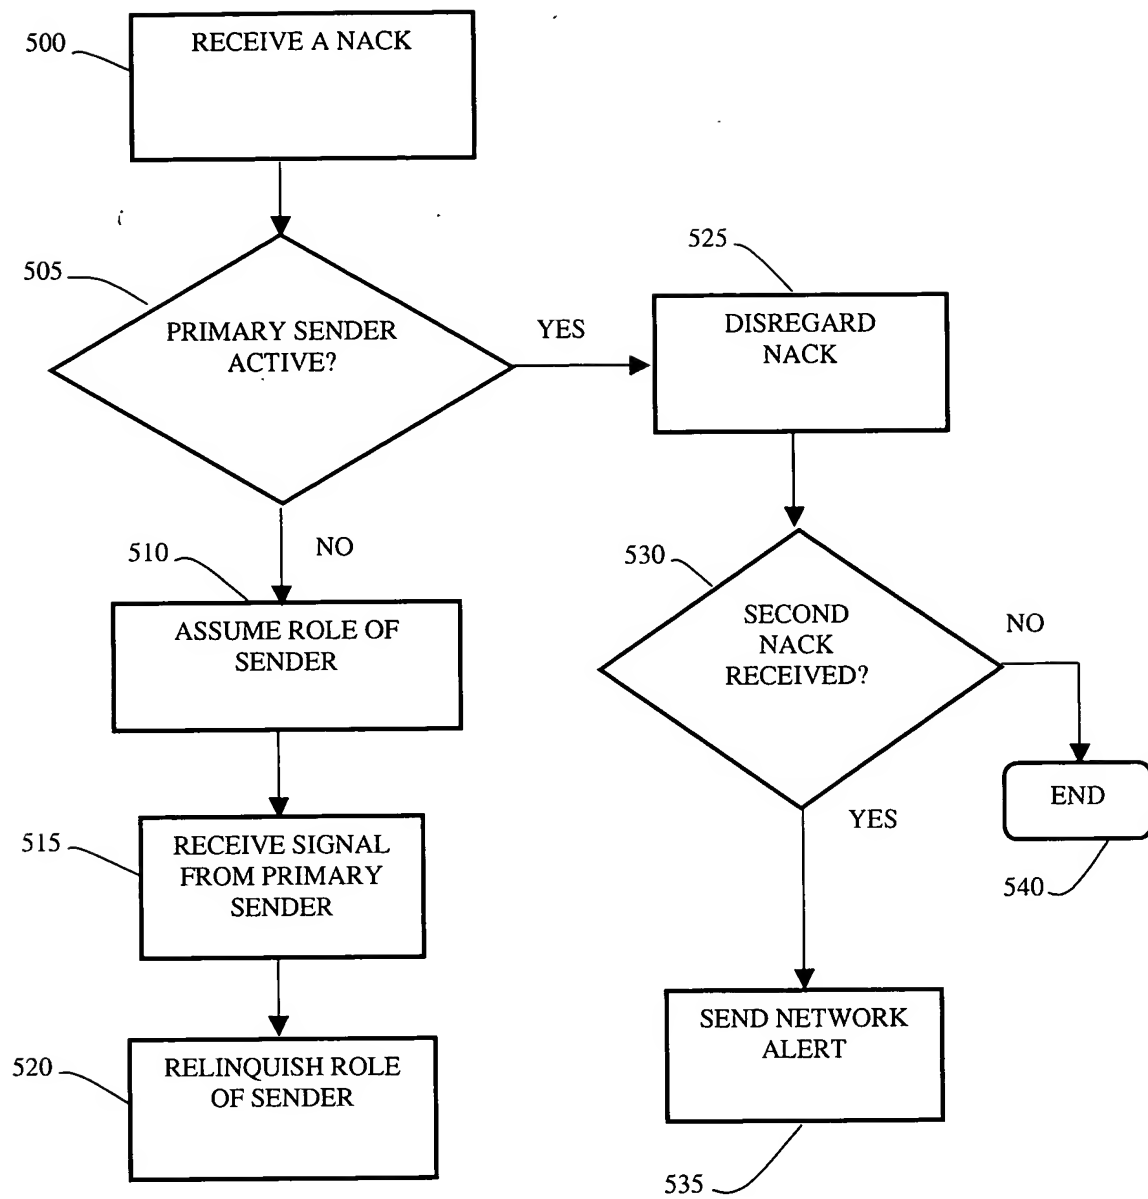 500
RECEIVE A NACK
505
PRIMARY SENDER
ACTIVE?
YES
525
DISREGARD
NACK
NO
510
ASSUME ROLE OF
SENDER
530
SECOND
NACK
RECEIVED?
NO
END
540
YES
515
RECEIVE SIGNAL
FROM PRIMARY
SENDER
520
RELINQUISH ROLE
OF SENDER
SEND NETWORK
ALERT
535